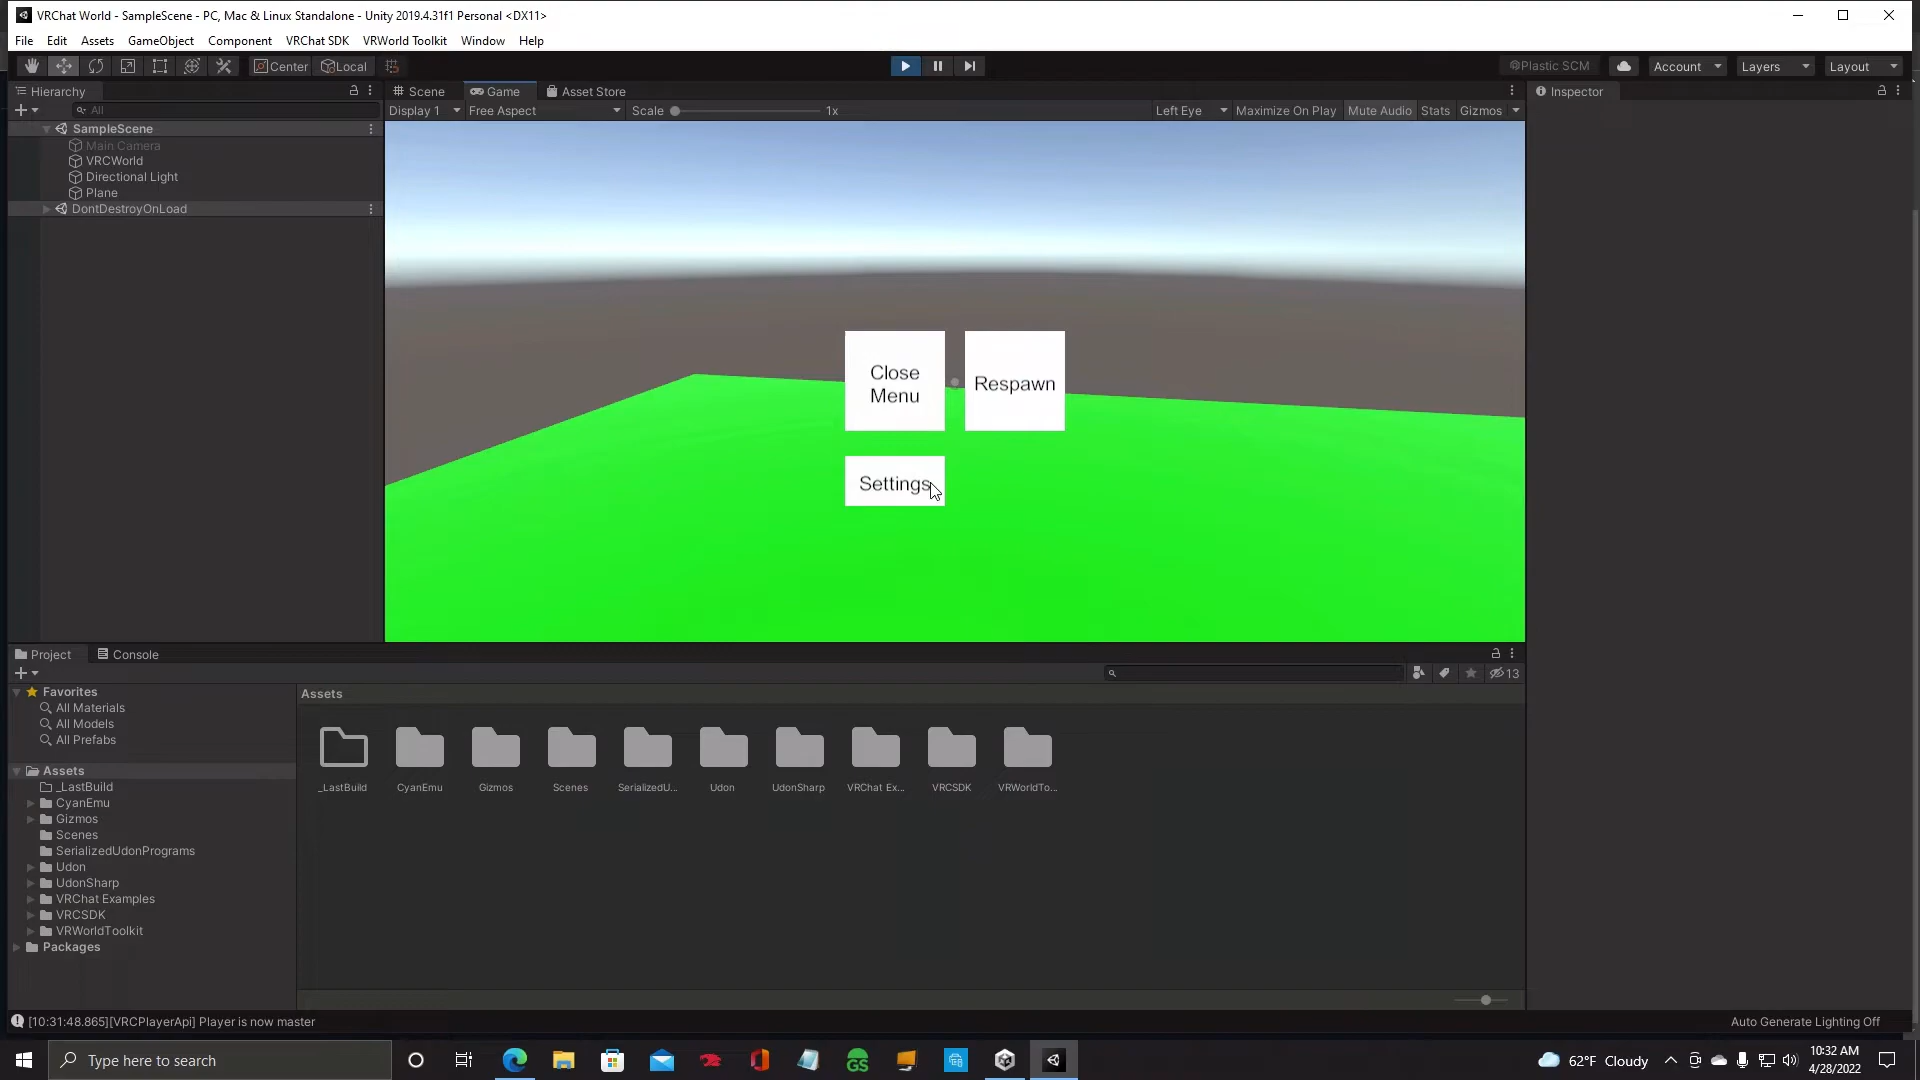 VRChat World - SampleScene - PC, Mac & Linux Standalone - Unity 2019.4.31f1 Personal <DX11>
File Edit Assets GameObject Component VRChat SDK VRWorld Toolkit Window Help
Center Local Plastic SCM Account Layers Layout
Hierarchy Scene Game Asset Store Inspector
All Display 1 Free Aspect Scale 1x Left Eye Maximize On Play Mute Audio Stats Gizmos
SampleScene
Main Camera
VRCWorld
Directional Light
Plane
DontDestroyOnLoad
Close
Menu
Respawn
Settings
Project Console
13
Favorites
All Materials
All Models
All Prefabs
Assets
_LastBuild
CyanEmu
Gizmos
Scenes
SerializedUdonPrograms
Udon
UdonSharp
VRChat Examples
VRCSDK
VRWorldToolkit
Packages
Assets
_LastBuild CyanEmu Gizmos Scenes SerializedU... Udon UdonSharp VRChat Ex... VRCSDK VRWorldTo...
[10:31:48.865][VRCPlayerApi] Player is now master
Auto Generate Lighting Off
Type here to search
GS
62°F Cloudy
10:32 AM
4/28/2022